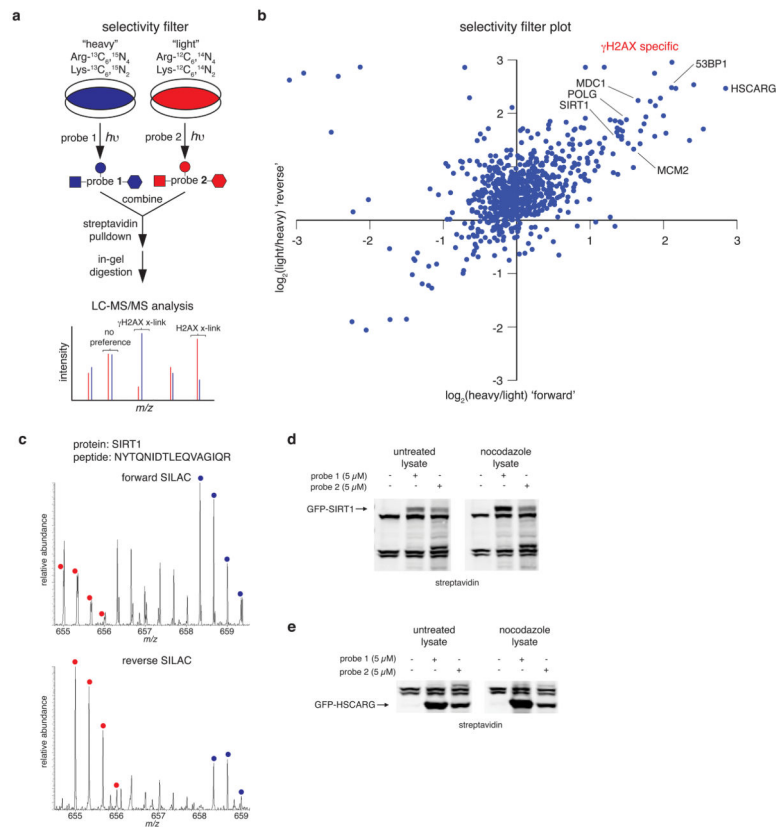 a
selectivity filter
“heavy” “light”
Arg-¹³C₆,¹⁵N₄ Arg-¹²C₆,¹⁴N₄
Lys-¹³C₆,¹⁵N₂ Lys-¹²C₆,¹⁴N₂
probe 1 hυ probe 2 hυ
probe 1 probe 2
combine
streptavidin
pulldown
in-gel
digestion
LC-MS/MS analysis
γH2AX x-link
H2AX x-link
no
preference
intensity
m/z
b
selectivity filter plot
γH2AX specific
53BP1
MDC1
HSCARG
POLG
SIRT1
MCM2
log₂(light/heavy) ‘reverse’
3
2
-1
-2
-3
-3 -2 -1 0 1 2 3
log₂(heavy/light) ‘forward’
c
protein: SIRT1
peptide: NYTQNIDTLEQVAGIQR
forward SILAC
relative abundance
655 656 657 658 659
m/z
reverse SILAC
relative abundance
655 656 657 658 659
m/z
d
untreated nocodazole
lysate lysate
probe 1 (5 µM) - + - - + -
probe 2 (5 µM) - - + - - +
GFP-SIRT1
streptavidin
e
untreated nocodazole
lysate lysate
probe 1 (5 µM) - + - - + -
probe 2 (5 µM) - - + - - +
GFP-HSCARG
streptavidin